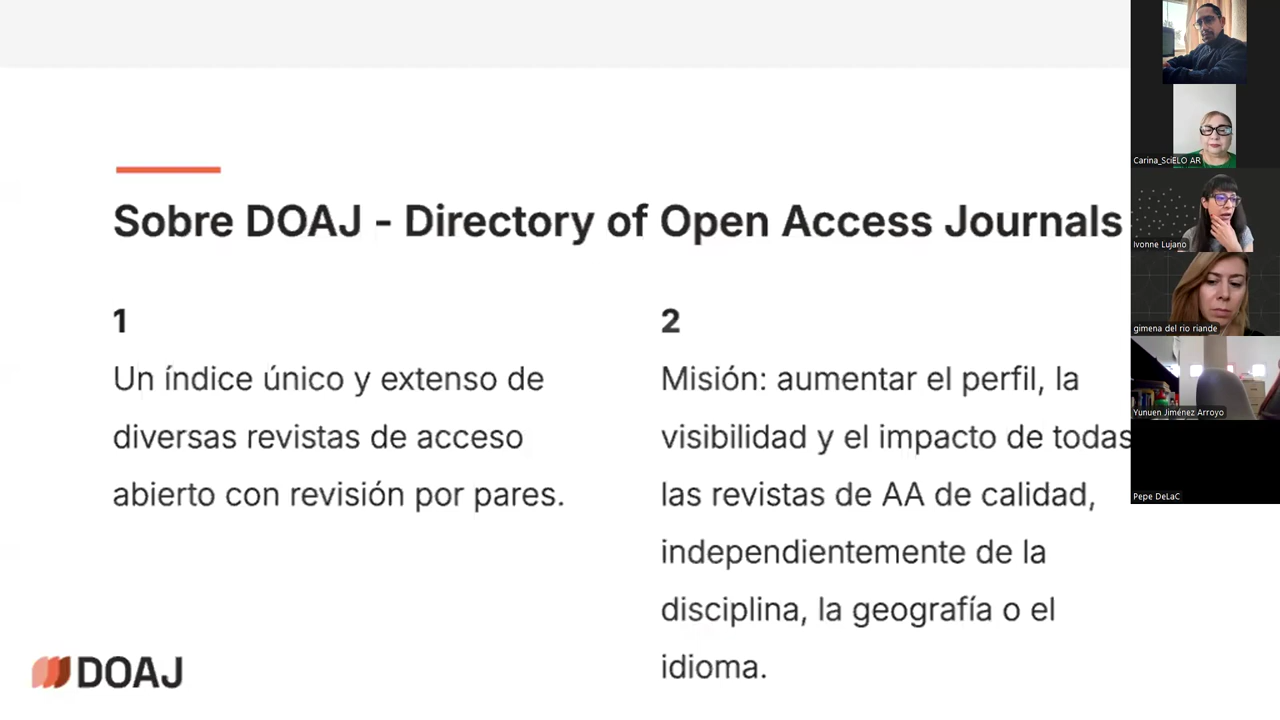 Sobre DOAJ - Directory of Open Access Journals
1
Un índice único y extenso de
diversas revistas de acceso
abierto con revisión por pares.
2
Misión: aumentar el perfil, la
visibilidad y el impacto de todas
las revistas de AA de calidad,
independientemente de la
disciplina, la geografía o el
idioma.
DOAJ
Carina_SciELO AR
Ivonne Lujano
gimena del rio riande
Yunuen Jiménez Arroyo
Pepe DeLaC